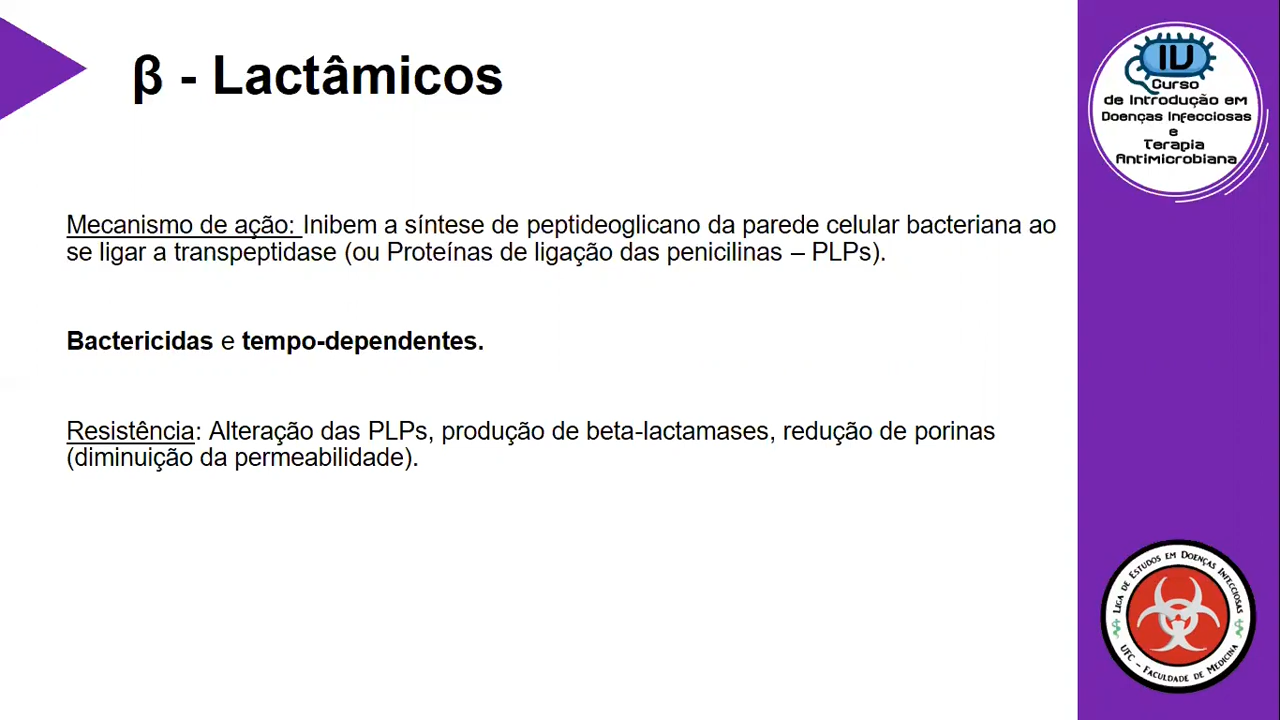 β - Lactâmicos
Mecanismo de ação: Inibem a síntese de peptideoglicano da parede celular bacteriana ao
se ligar a transpeptidase (ou Proteínas de ligação das penicilinas – PLPs).
Bactericidas e tempo-dependentes.
Resistência: Alteração das PLPs, produção de beta-lactamases, redução de porinas
(diminuição da permeabilidade).
IV
Curso
de Introdução em
Doenças Infecciosas
e
Terapia
Antimicrobiana
Liga de Estudos em Doenças Infecciosas
UFC - Faculdade de Medicina